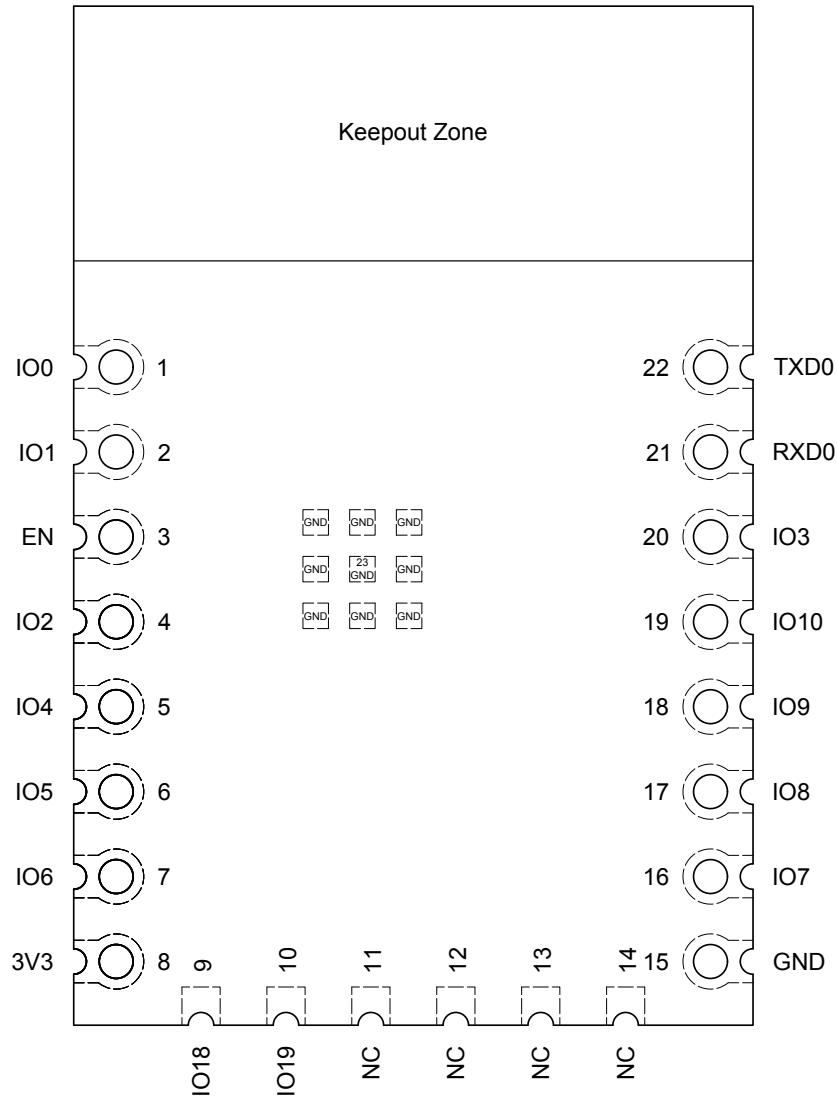 Keepout Zone
IO0 1 22 TXD0
IO1 2 21 RXD0
GND GND GND
EN 3 20 IO3
GND 23 GND GND
GND GND GND
IO2 4 19 IO10
IO4 5 18 IO9
IO5 6 17 IO8
IO6 7 16 IO7
3V3 8 9 10 11 12 13 14 15 GND
IO18 IO19 NC NC NC NC